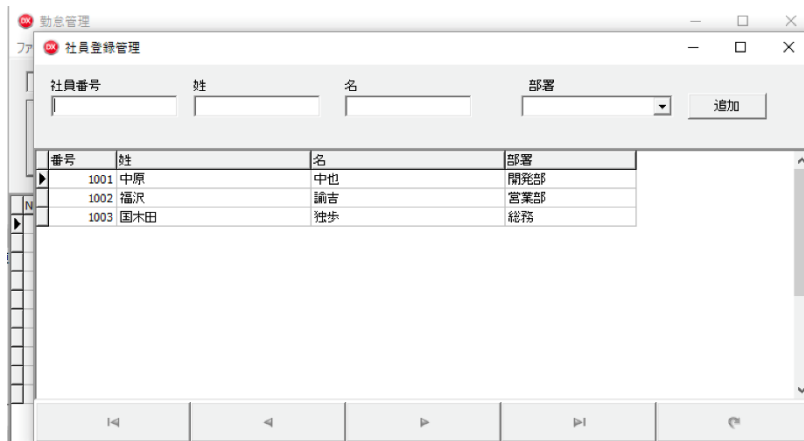 勤怠管理
ファ
社員登録管理
社員番号 姓 名 部署
追加
番号 姓 名 部署
1001 中原 中也 開発部
1002 福沢 諭吉 営業部
1003 国木田 独歩 総務
N